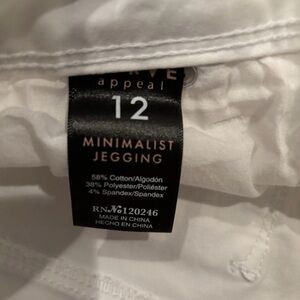 appeal
12
MINIMALIST
JEGGING
58% Cotton/Algodón
38% Polyester/Poliéster
4% Spandex/Spandex
RN№120246
MADE IN CHINA
HECHO EN CHINA